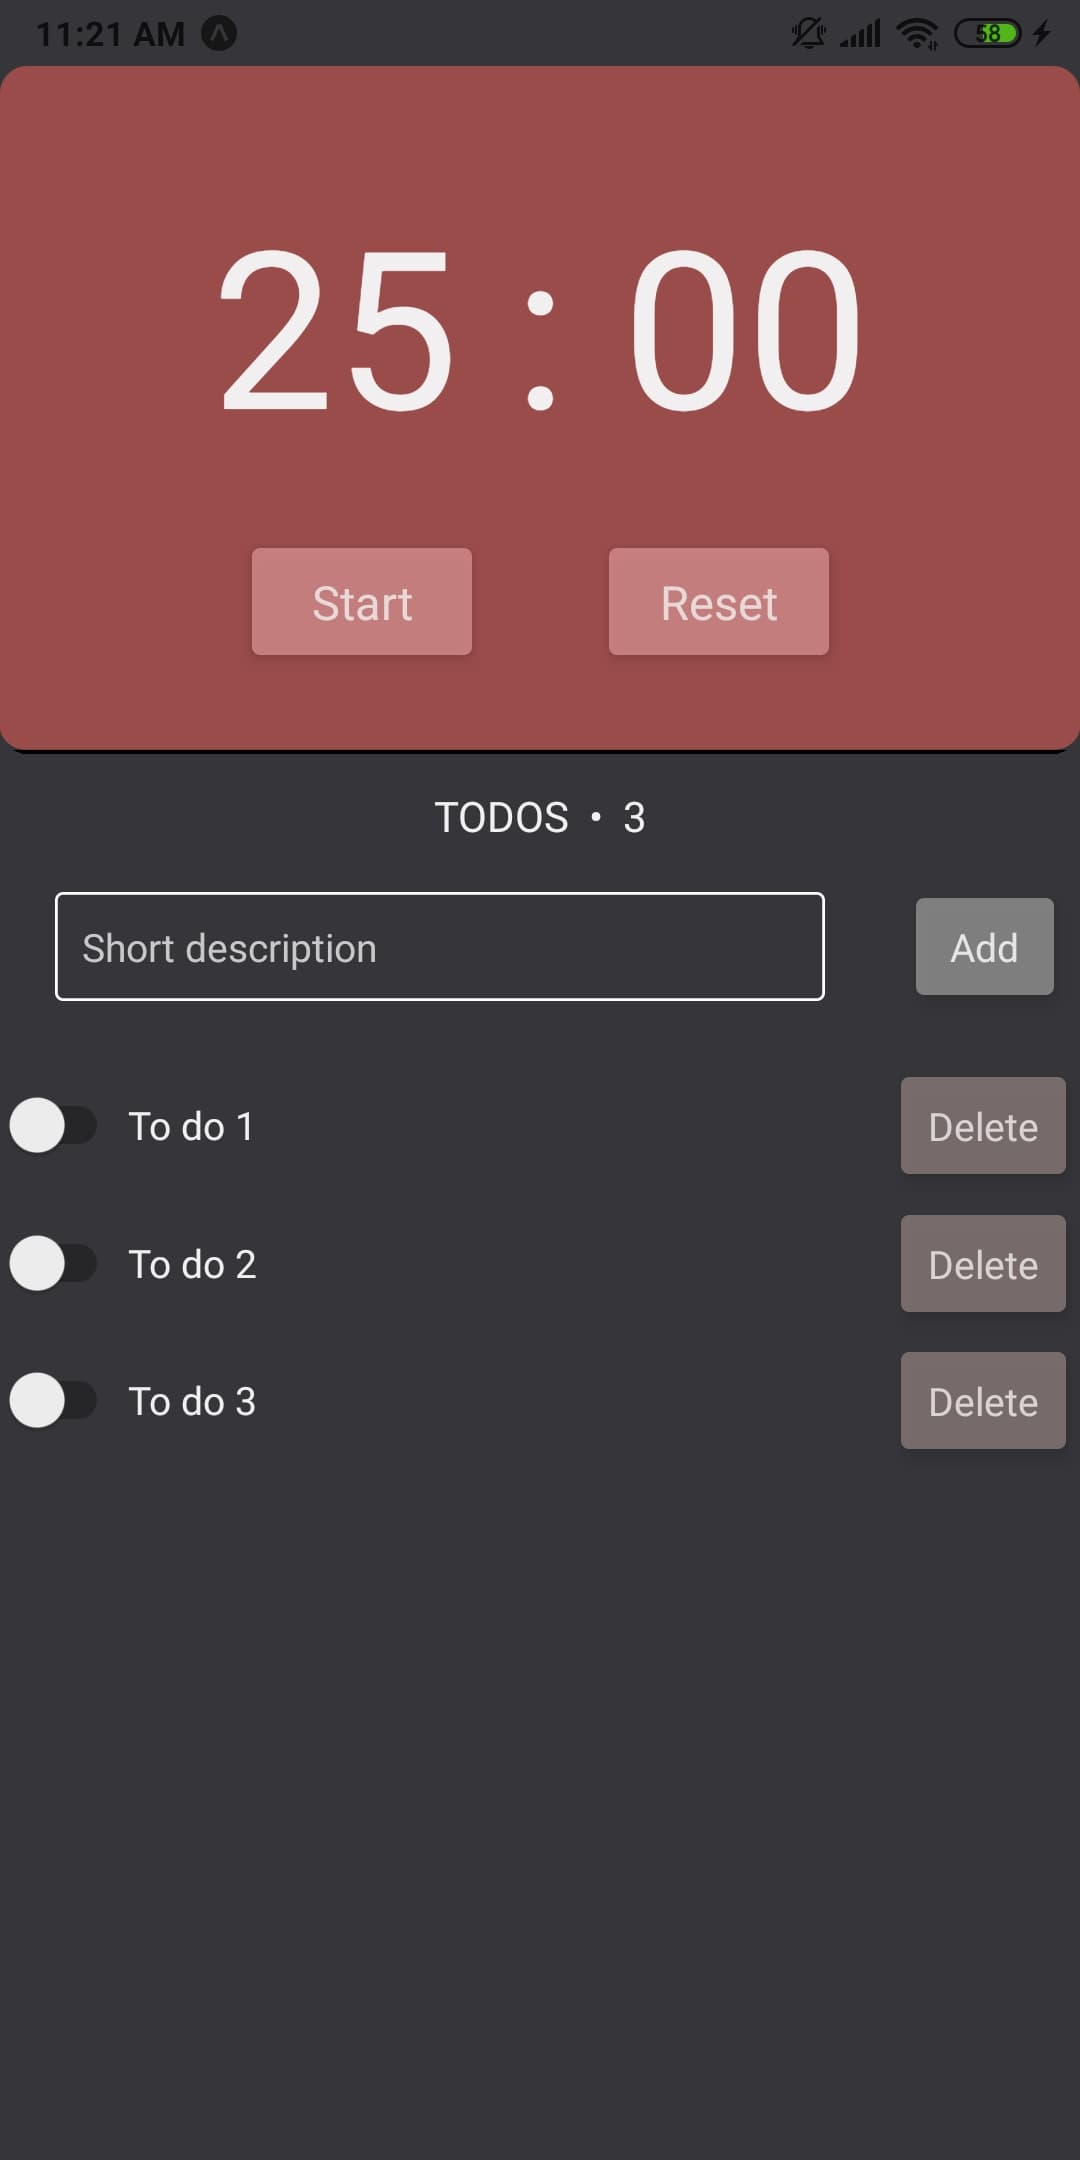 11:21 AM 58
25 : 00
Start Reset
TODOS • 3
Short description Add
To do 1 Delete
To do 2 Delete
To do 3 Delete